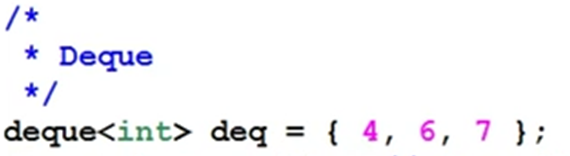 /*
* Deque
*/
deque<int> deq = { 4, 6, 7 };